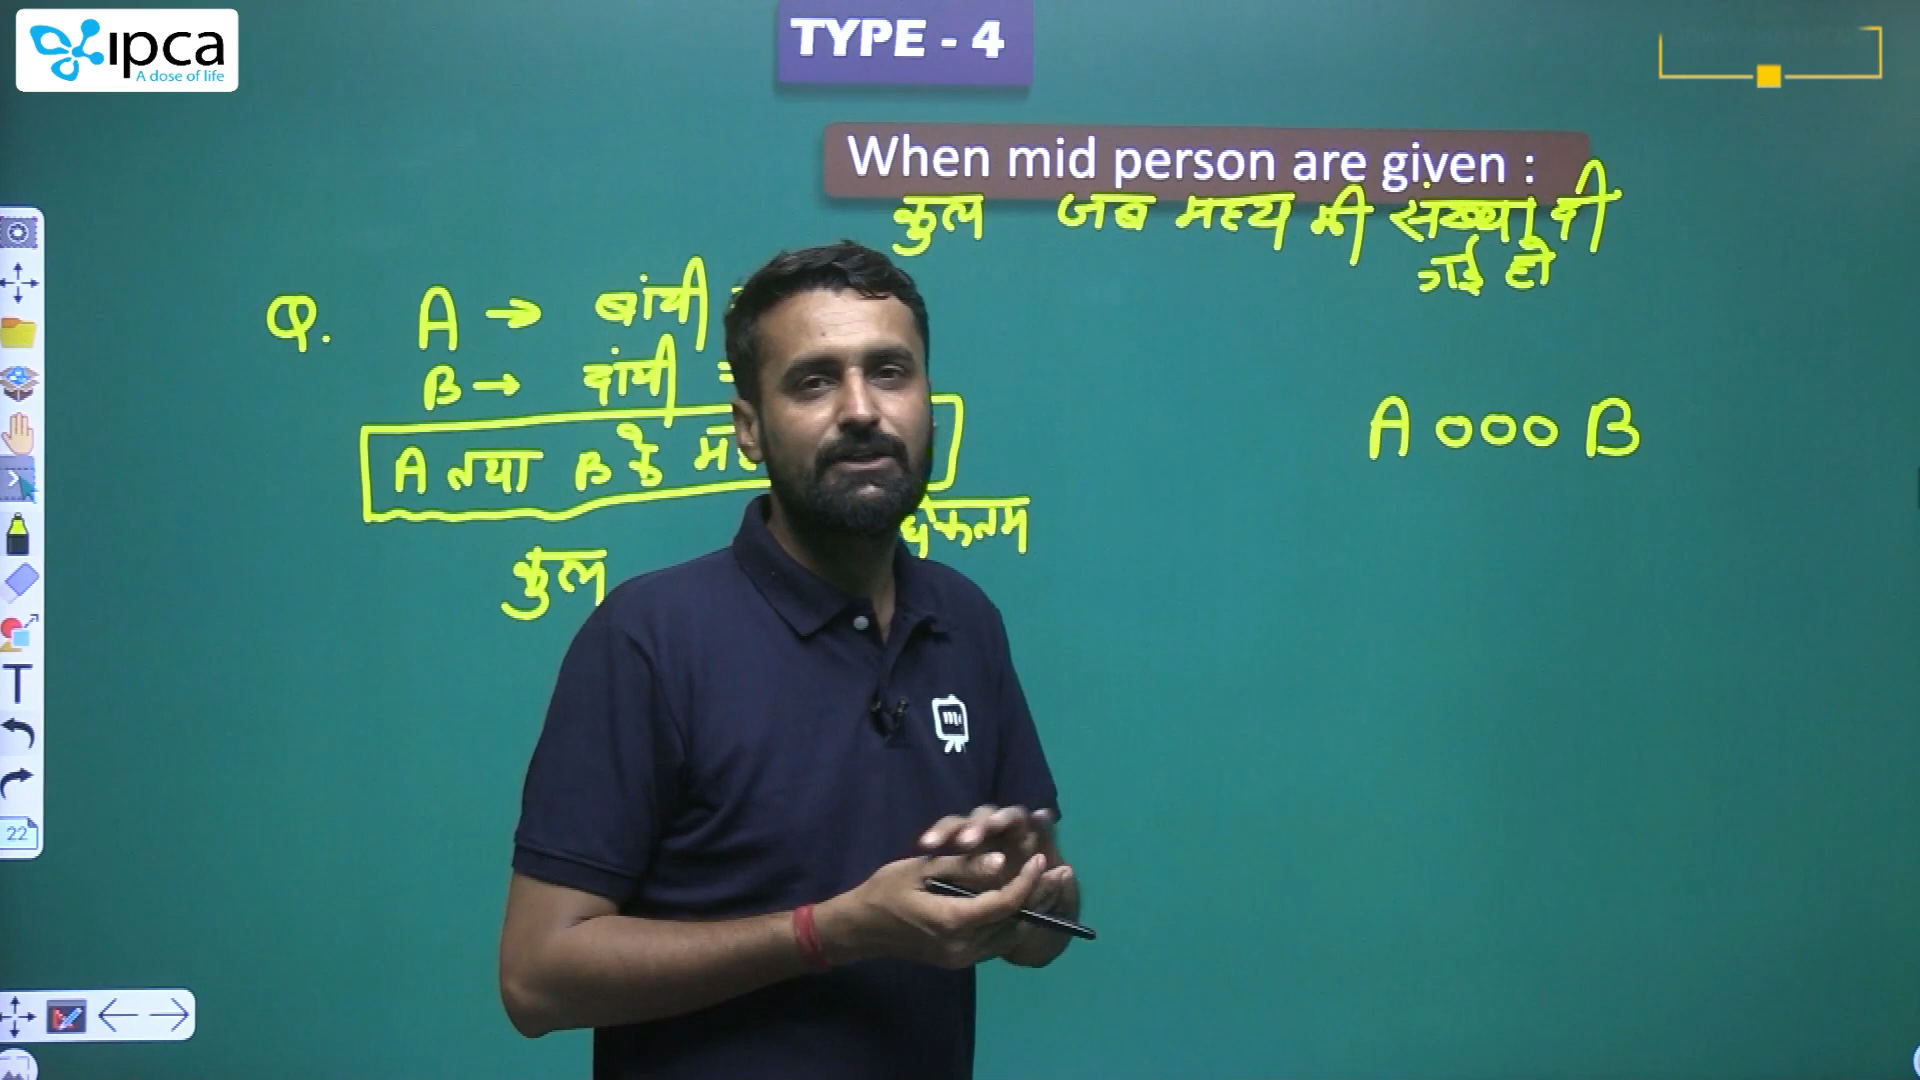 ipca
A dose of life
TYPE - 4
When mid person are given :
कुल जब मध्य की संख्या दी
गई हो
Q. A → बांयी
B → दांयी =
A तथा B के
कुल
A OOO B
T
22